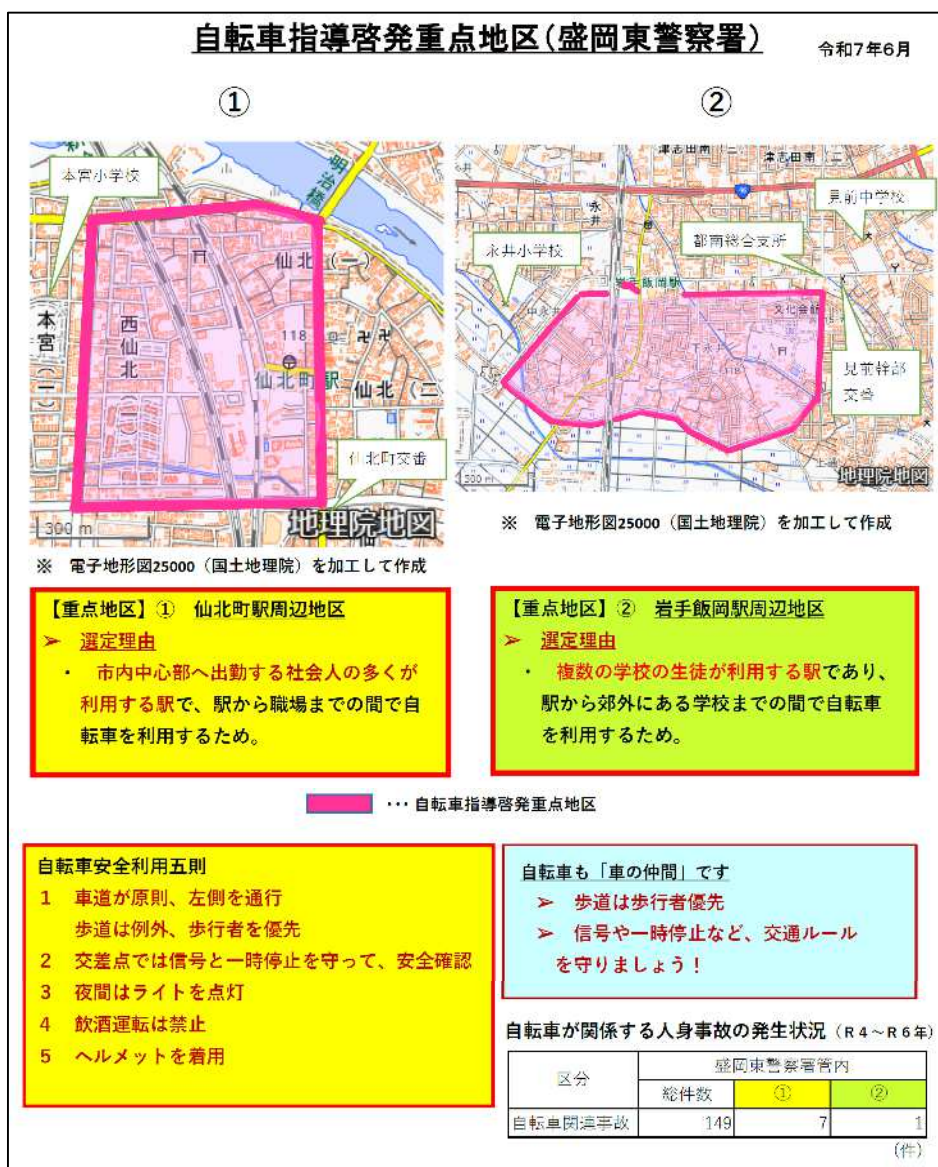 自転車指導啓発重点地区(盛岡東警察署)
令和7年6月
①
②
本宮小学校
明治橋
仙北(一)
西仙北(一)
本宮(一)
118
仙北町駅
仙北(二)
仙北町交番
300 m
地理院地図
津志田南(二)
津志田南(一)
永井
見前中学校
都南総合支所
永井小学校
岩手飯岡駅
中永井
文化会館
下永井
118
見前幹部
交番
500 m
地理院地図
※ 電子地形図25000(国土地理院)を加工して作成
※ 電子地形図25000(国土地理院)を加工して作成
【重点地区】① 仙北町駅周辺地区
➢ 選定理由
・ 市内中心部へ出勤する社会人の多くが
利用する駅で、駅から職場までの間で自
転車を利用するため。
【重点地区】② 岩手飯岡駅周辺地区
➢ 選定理由
・ 複数の学校の生徒が利用する駅であり、
駅から郊外にある学校までの間で自転車
を利用するため。
・・・自転車指導啓発重点地区
自転車安全利用五則
1 車道が原則、左側を通行
歩道は例外、歩行者を優先
2 交差点では信号と一時停止を守って、安全確認
3 夜間はライトを点灯
4 飲酒運転は禁止
5 ヘルメットを着用
自転車も「車の仲間」です
➢ 歩道は歩行者優先
➢ 信号や一時停止など、交通ルール
を守りましょう!
自転車が関係する人身事故の発生状況(R4~R6年)
区分 盛岡東警察署管内
総件数 ① ②
自転車関連事故 149 7 1
(件)